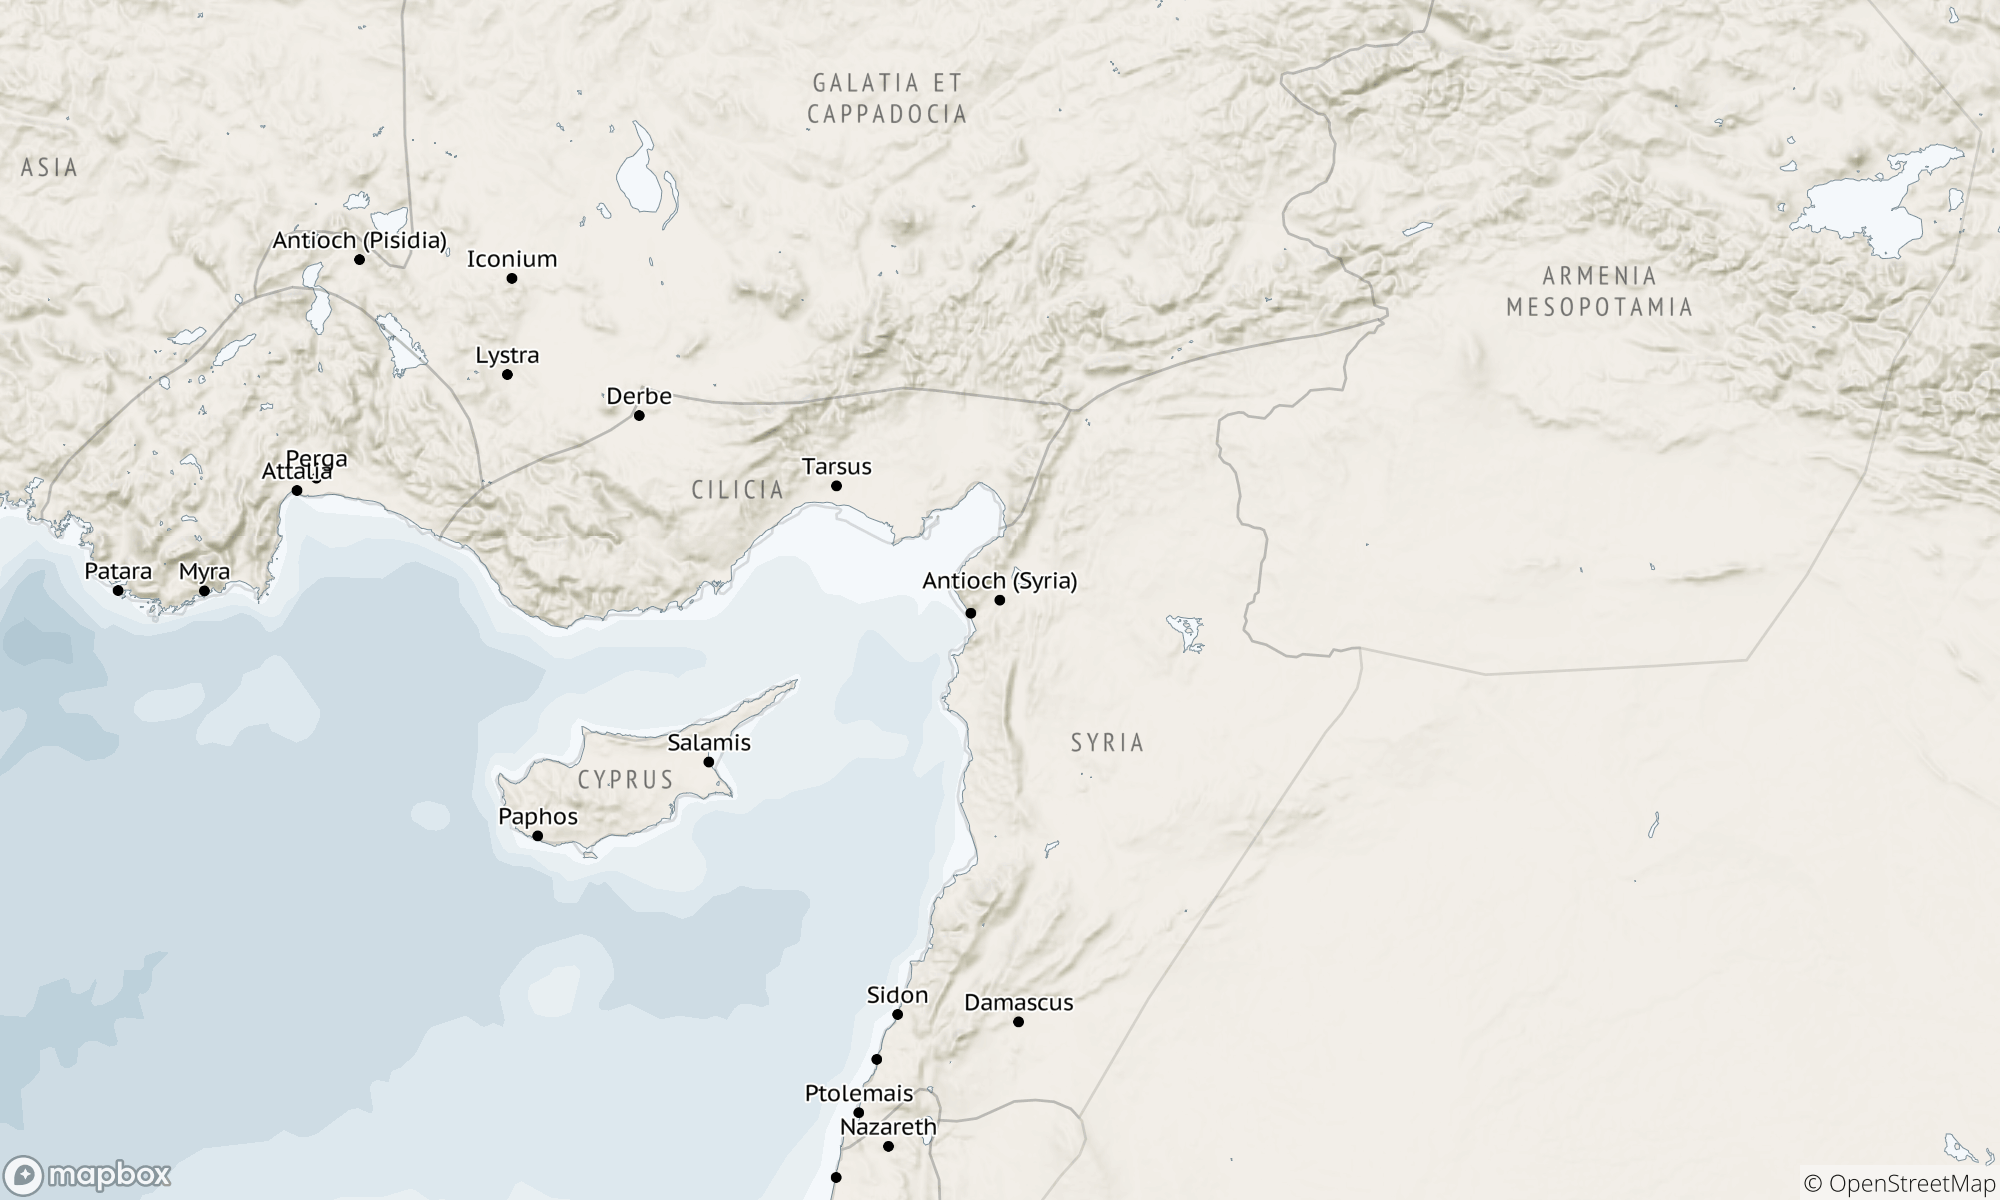 GALATIA ET
CAPPADOCIA
ASIA
Antioch (Pisidia)
Iconium
ARMENIA
MESOPOTAMIA
Lystra
Derbe
Perga
Attalia
Tarsus
CILICIA
Patara
Myra
Antioch (Syria)
Salamis
SYRIA
CYPRUS
Paphos
Sidon
Damascus
Ptolemais
Nazareth
mapbox
© OpenStreetMap